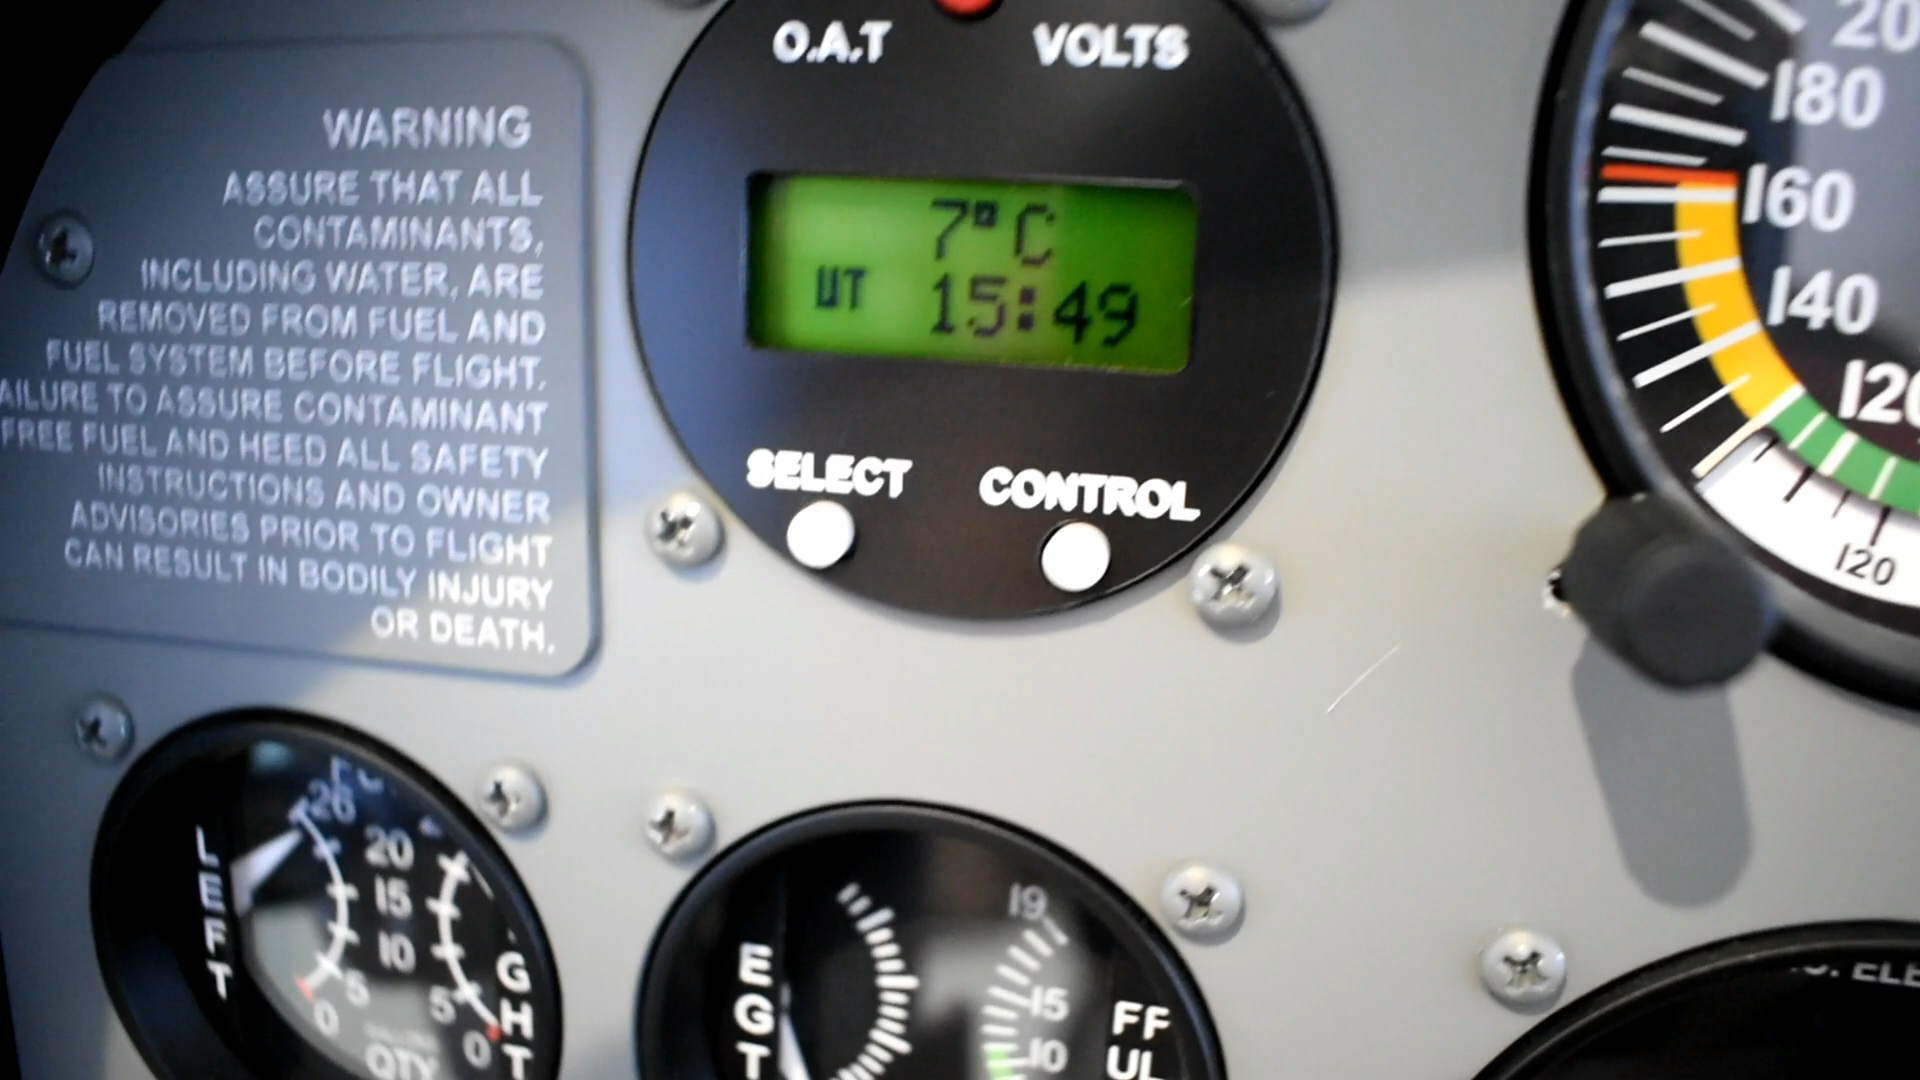 WARNING
ASSURE THAT ALL
CONTAMINANTS,
INCLUDING WATER, ARE
REMOVED FROM FUEL AND
FUEL SYSTEM BEFORE FLIGHT.
AILURE TO ASSURE CONTAMINANT
FREE FUEL AND HEED ALL SAFETY
INSTRUCTIONS AND OWNER
ADVISORIES PRIOR TO FLIGHT
CAN RESULT IN BODILY INJURY
OR DEATH.
O.A.T VOLTS
7°C
UT 15:49
SELECT CONTROL
20
180
160
140
120
120
LEFT
26
20
15
10
5 5
0 0
QTY
GHT
EGT
19
15
10
FF
UL